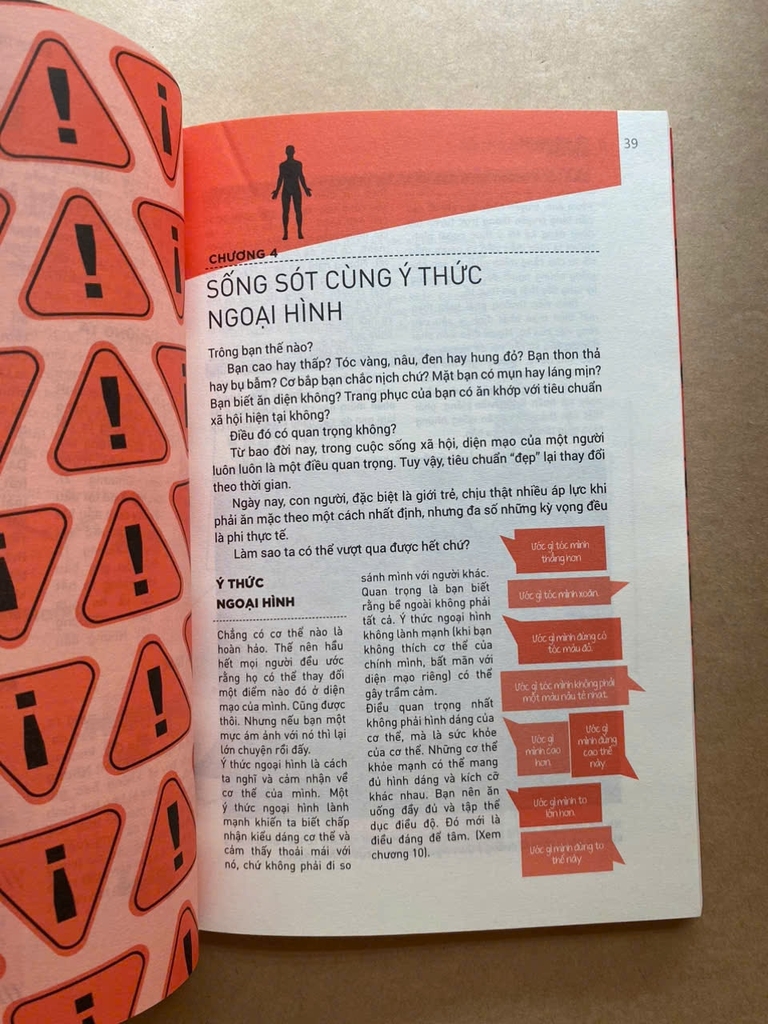 39
CHƯƠNG 4
SỐNG SÓT CÙNG Ý THỨC
NGOẠI HÌNH
Trông bạn thế nào?
Bạn cao hay thấp? Tóc vàng, nâu, đen hay hung đỏ? Bạn thon thả
hay bụ bẫm? Cơ bắp bạn chắc nịch chứ? Mặt bạn có mụn hay láng mịn?
Bạn biết ăn diện không? Trang phục của bạn có ăn khớp với tiêu chuẩn
xã hội hiện tại không?
Điều đó có quan trọng không?
Từ bao đời nay, trong cuộc sống xã hội, diện mạo của một người
luôn luôn là một điều quan trọng. Tuy vậy, tiêu chuẩn “đẹp” lại thay đổi
theo thời gian.
Ngày nay, con người, đặc biệt là giới trẻ, chịu thật nhiều áp lực khi
phải ăn mặc theo một cách nhất định, nhưng đa số những kỳ vọng đều
là phi thực tế.
Làm sao ta có thể vượt qua được hết chứ?
Ý THỨC
NGOẠI HÌNH
Chẳng có cơ thể nào là
hoàn hảo. Thế nên hầu
hết mọi người đều ước
rằng họ có thể thay đổi
một điểm nào đó ở diện
mạo của mình. Cũng được
thôi. Nhưng nếu bạn một
mực ám ảnh với nó thì lại
lớn chuyện rồi đấy.
Ý thức ngoại hình là cách
ta nghĩ và cảm nhận về
cơ thể của mình. Một
ý thức ngoại hình lành
mạnh khiến ta biết chấp
nhận kiểu dáng cơ thể và
cảm thấy thoải mái với
nó, chứ không phải đi so
sánh mình với người khác.
Quan trọng là bạn biết
rằng bề ngoài không phải
tất cả. Ý thức ngoại hình
không lành mạnh (khi bạn
không thích cơ thể của
chính mình, bất mãn với
diện mạo riêng) có thể
gây trầm cảm.
Điều quan trọng nhất
không phải hình dáng của
cơ thể, mà là sức khỏe
của cơ thể. Những cơ thể
khỏe mạnh có thể mang
đủ hình dáng và kích cỡ
khác nhau. Bạn nên ăn
uống đầy đủ và tập thể
dục điều độ. Đó mới là
điều đáng để tâm. (Xem
chương 10).
Ước gì tóc mình
thẳng hơn
Ước gì tóc mình xoăn.
Ước gì mình đừng có
tóc màu đỏ.
Ước gì tóc mình không phải
một màu nâu tẻ nhạt.
Ước gì
mình cao
hơn.
Ước gì
mình đừng
cao thế
này.
Ước gì mình to
lớn hơn.
Ước gì mình đừng to
thế này